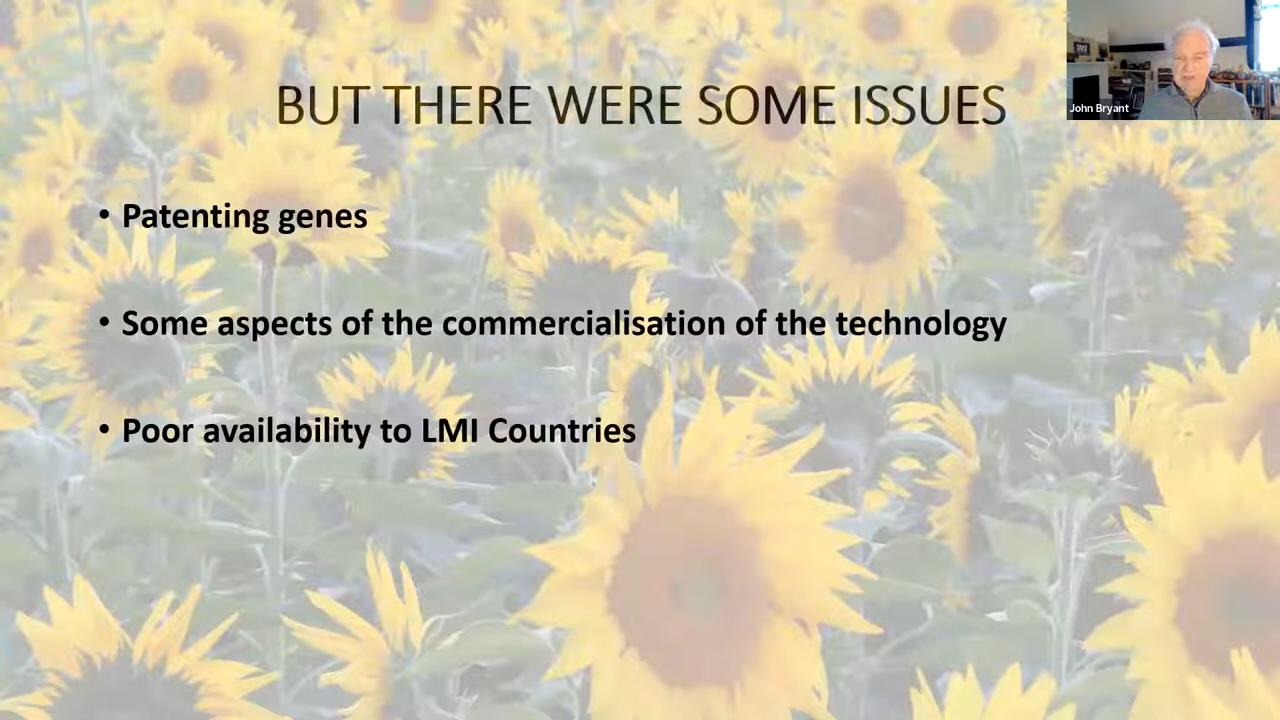 BUT THERE WERE SOME ISSUES
John Bryant
• Patenting genes
• Some aspects of the commercialisation of the technology
• Poor availability to LMI Countries